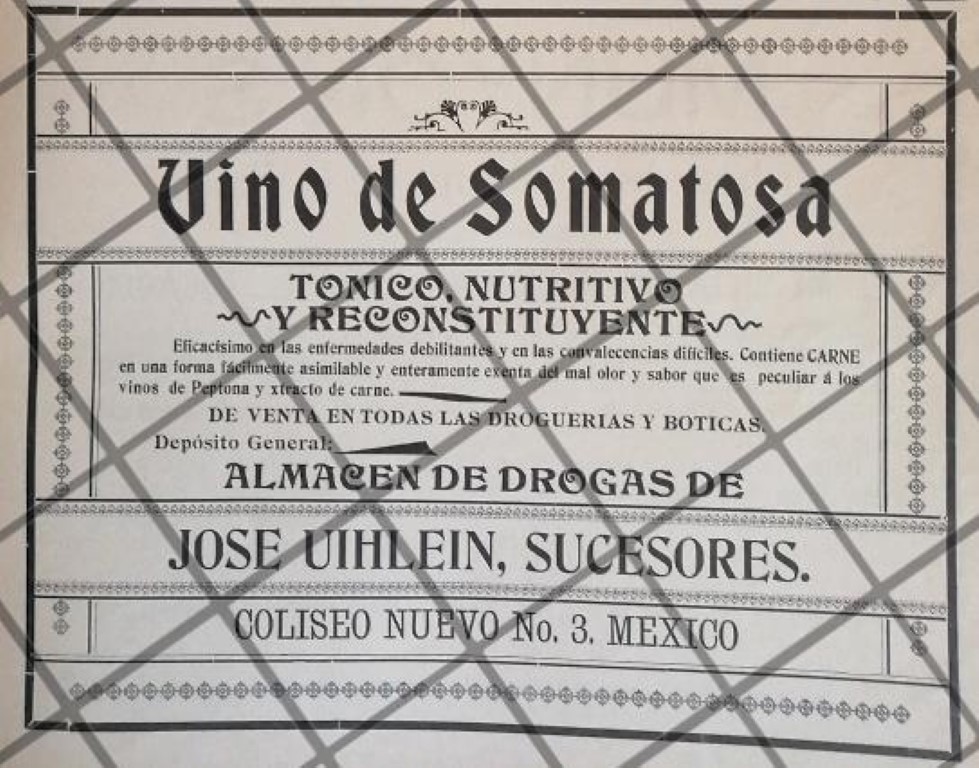 Vino de Somatosa
TONICO, NUTRITIVO
Y RECONSTITUYENTE
Eficacísimo en las enfermedades debilitantes y en las convalecencias difíciles. Contiene CARNE
en una forma fácilmente asimilable y enteramente exenta del mal olor y sabor que es peculiar á los
vinos de Peptona y xtracto de carne.
DE VENTA EN TODAS LAS DROGUERIAS Y BOTICAS.
Depósito General:
ALMACEN DE DROGAS DE
JOSE UIHLEIN, SUCESORES.
COLISEO NUEVO No. 3. MEXICO